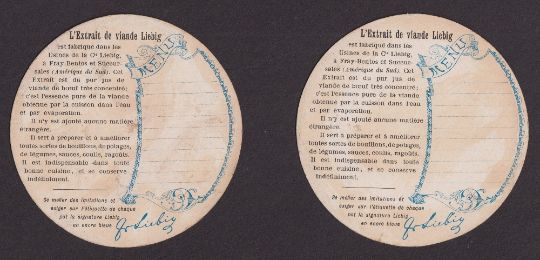 L'Extrait de viande Liebig
est fabriqué dans les
Usines de la Cie Liebig,
à Fray-Bentos et Succur-
sales (Amérique du Sud). Cet
Extrait est du pur jus de
viande de bœuf très concentré;
c'est l'essence pure de la viande
obtenue par la cuisson dans l'eau
et par évaporation.
Il n'y est ajouté aucune matière
étrangère.
Il sert à préparer et à améliorer
toutes sortes de bouillons, de potages,
de légumes, sauces, coulis, ragoûts.
Il est indispensable dans toute
bonne cuisine, et se conserve
indéfiniment.
MENU
Se méfier des imitations et
exiger sur l'étiquette de chaque
pot la signature Liebig
en encre bleue
Jv Liebig
L'Extrait de viande Liebig
est fabriqué dans les
Usines de la Cie Liebig,
à Fray-Bentos et Succur-
sales (Amérique du Sud). Cet
Extrait est du pur jus de
viande de bœuf très concentré;
c'est l'essence pure de la viande
obtenue par la cuisson dans l'eau
et par évaporation.
Il n'y est ajouté aucune matière
étrangère.
Il sert à préparer et à améliorer
toutes sortes de bouillons, de potages,
de légumes, sauces, coulis, ragoûts.
Il est indispensable dans toute
bonne cuisine, et se conserve
indéfiniment.
MENU
Se méfier des imitations et
exiger sur l'étiquette de chaque
pot la signature Liebig
en encre bleue
Jv Liebig